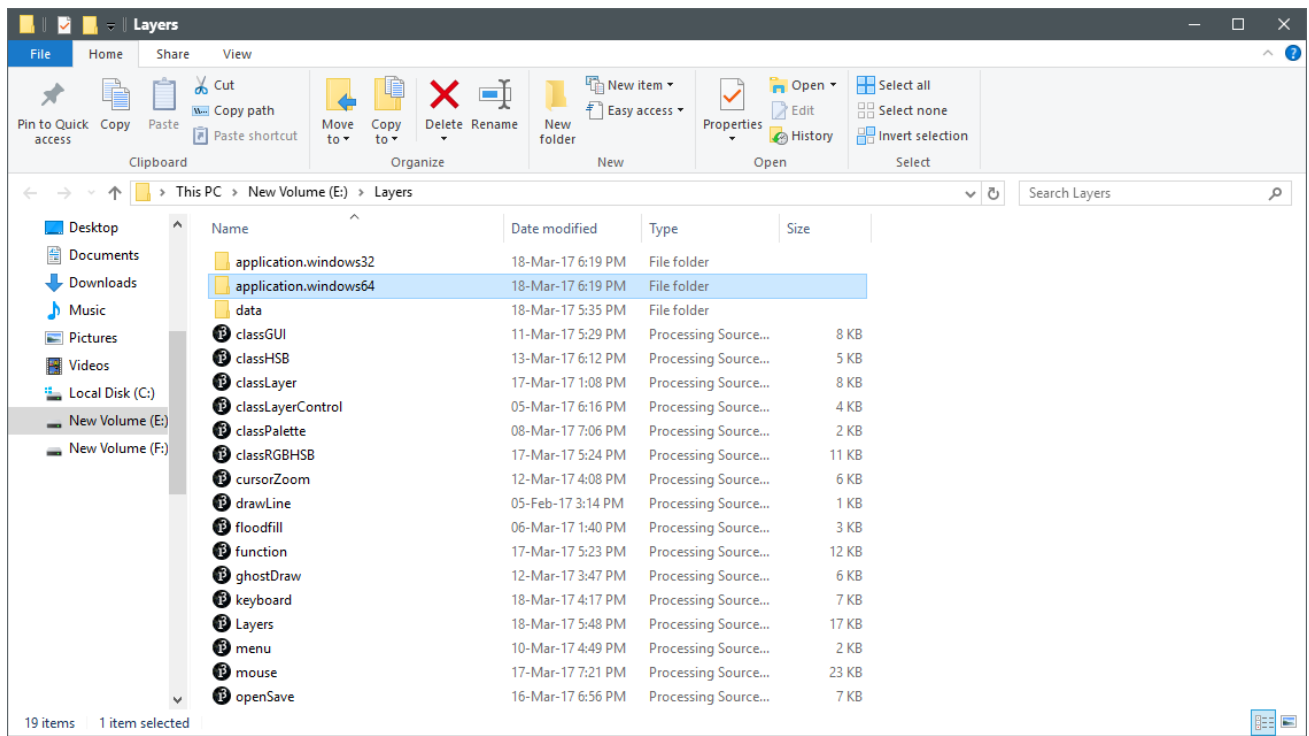 Layers
File Home Share View
Pin to Quick access
Copy
Paste
Cut
Copy path
Paste shortcut
Clipboard
Move to
Copy to
Delete
Rename
Organize
New folder
New item
Easy access
New
Properties
Open
Edit
History
Open
Select all
Select none
Invert selection
Select
This PC > New Volume (E:) > Layers
Search Layers
Desktop
Documents
Downloads
Music
Pictures
Videos
Local Disk (C:)
New Volume (E:)
New Volume (F:)
Name Date modified Type Size
application.windows32 18-Mar-17 6:19 PM File folder
application.windows64 18-Mar-17 6:19 PM File folder
data 18-Mar-17 5:35 PM File folder
classGUI 11-Mar-17 5:29 PM Processing Source... 8 KB
classHSB 13-Mar-17 6:12 PM Processing Source... 5 KB
classLayer 17-Mar-17 1:08 PM Processing Source... 8 KB
classLayerControl 05-Mar-17 6:16 PM Processing Source... 4 KB
classPalette 08-Mar-17 7:06 PM Processing Source... 2 KB
classRGBHSB 17-Mar-17 5:24 PM Processing Source... 11 KB
cursorZoom 12-Mar-17 4:08 PM Processing Source... 6 KB
drawLine 05-Feb-17 3:14 PM Processing Source... 1 KB
floodfill 06-Mar-17 1:40 PM Processing Source... 3 KB
function 17-Mar-17 5:23 PM Processing Source... 12 KB
ghostDraw 12-Mar-17 3:47 PM Processing Source... 6 KB
keyboard 18-Mar-17 4:17 PM Processing Source... 7 KB
Layers 18-Mar-17 5:48 PM Processing Source... 17 KB
menu 10-Mar-17 4:49 PM Processing Source... 2 KB
mouse 17-Mar-17 7:21 PM Processing Source... 23 KB
openSave 16-Mar-17 6:56 PM Processing Source... 7 KB
19 items 1 item selected